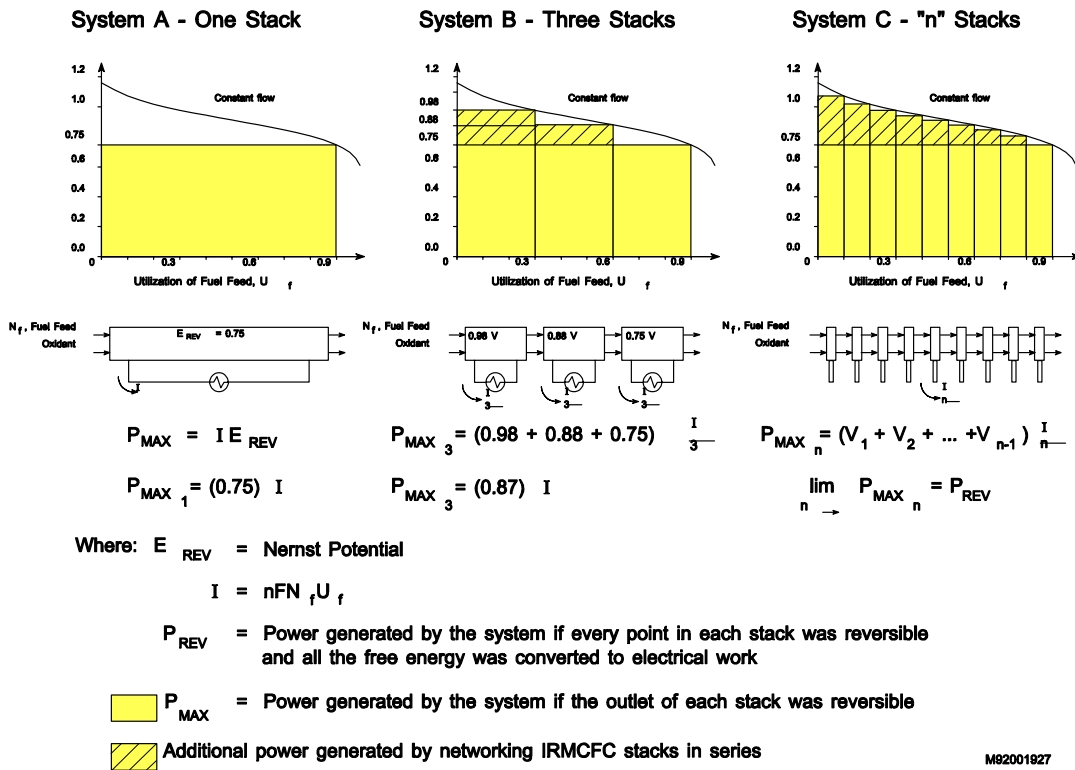 System A - One Stack
System B - Three Stacks
System C - "n" Stacks
1.2
1.0
0.75
0.6
0.4
0.2
0.0
0
0.3
0.6
0.9
Constant flow
Utilization of Fuel Feed, U f
1.2
0.98
0.88
0.75
0.6
0.4
0.2
0.0
0
0.3
0.6
0.9
Constant flow
Utilization of Fuel Feed, U f
1.2
1.0
0.75
0.6
0.4
0.2
0.0
0
0.3
0.6
0.9
Constant flow
Utilization of Fuel Feed, U f
N f , Fuel Feed
Oxidant
E REV = 0.75
I
N f , Fuel Feed
Oxidant
0.98 V
0.88 V
0.75 V
I
3
I
3
I
3
N f , Fuel Feed
Oxidant
I
n
P MAX = I E REV
P MAX 3 = (0.98 + 0.88 + 0.75) I 3
P MAX n = (V 1 + V 2 + ... +V n-1 ) I n
P MAX 1 = (0.75) I
P MAX 3 = (0.87) I
lim n → P MAX n = P REV
Where: E REV = Nernst Potential
I = nFN f U f
P REV = Power generated by the system if every point in each stack was reversible
and all the free energy was converted to electrical work
P MAX = Power generated by the system if the outlet of each stack was reversible
Additional power generated by networking IRMCFC stacks in series
M92001927